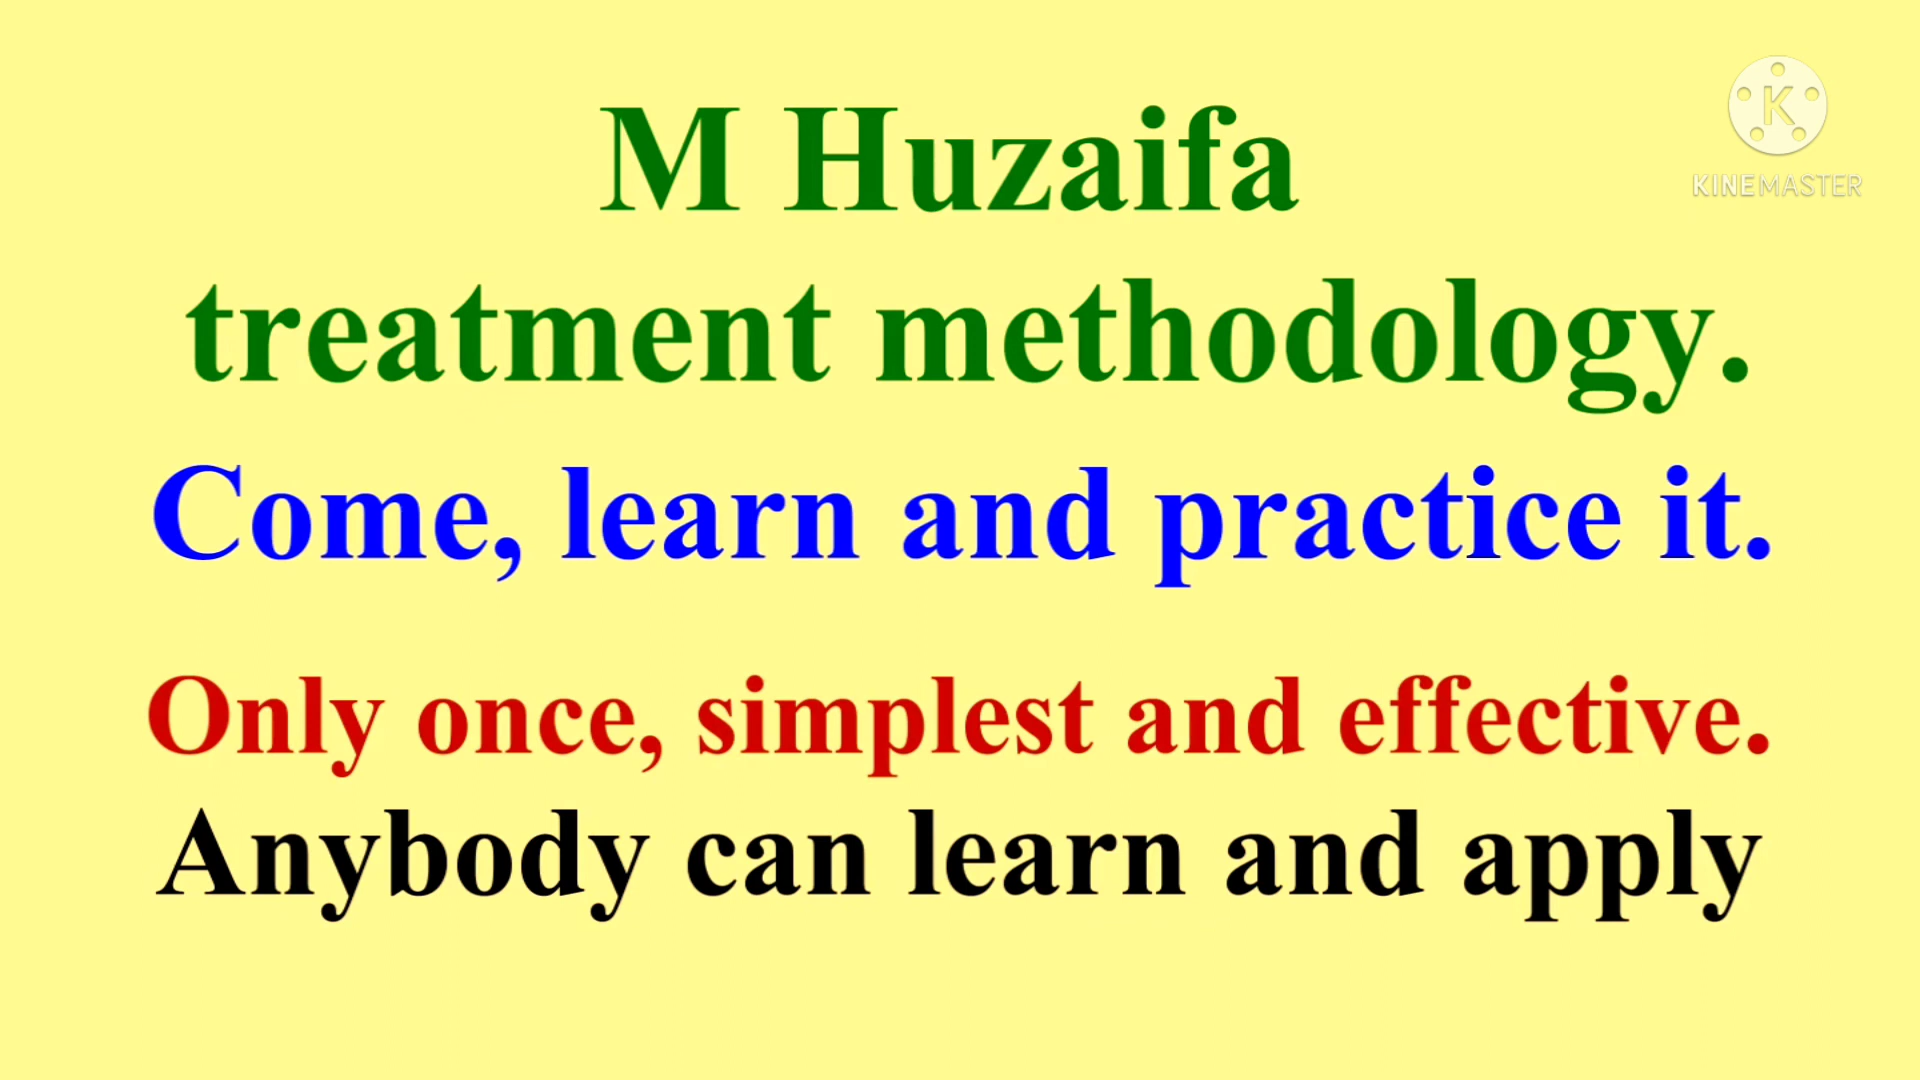 M Huzaifa
KINEMASTER
treatment methodology.
Come, learn and practice it.
Only once, simplest and effective.
Anybody can learn and apply